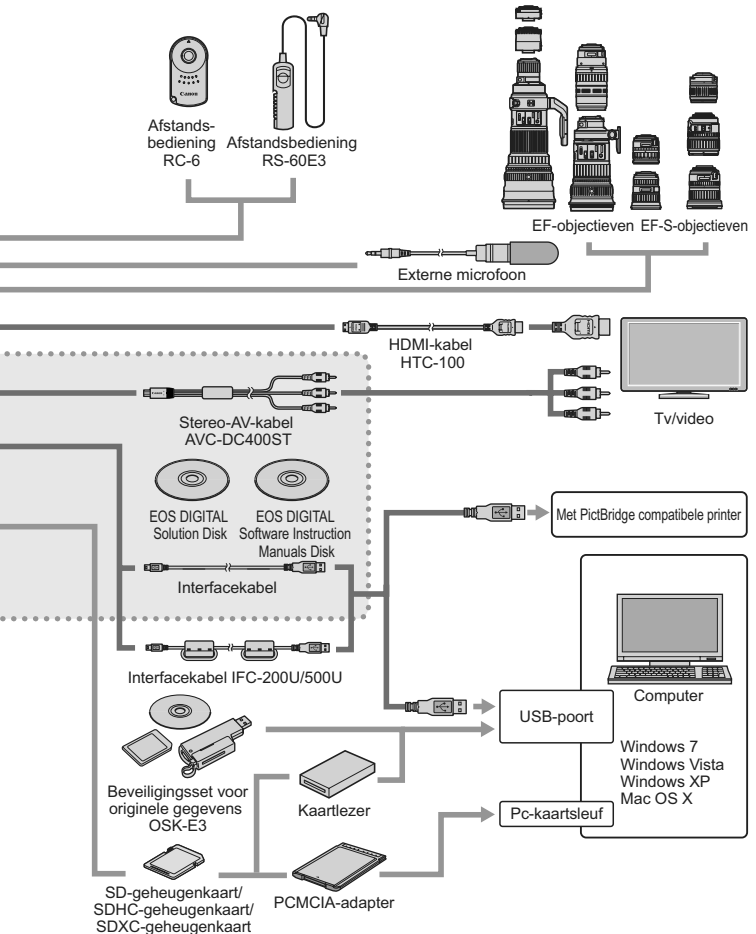 Canon
Afstands-
bediening
RC-6
Afstandsbediening
RS-60E3
EF-objectieven
EF-S-objectieven
Externe microfoon
HDMI-kabel
HTC-100
Stereo-AV-kabel
AVC-DC400ST
Tv/video
EOS DIGITAL
Solution Disk
EOS DIGITAL
Software Instruction
Manuals Disk
Met PictBridge compatibele printer
Interfacekabel
Interfacekabel IFC-200U/500U
Computer
USB-poort
Windows 7
Windows Vista
Windows XP
Mac OS X
Beveiligingsset voor
originele gegevens
OSK-E3
Kaartlezer
Pc-kaartsleuf
SD-geheugenkaart/
SDHC-geheugenkaart/
SDXC-geheugenkaart
PCMCIA-adapter